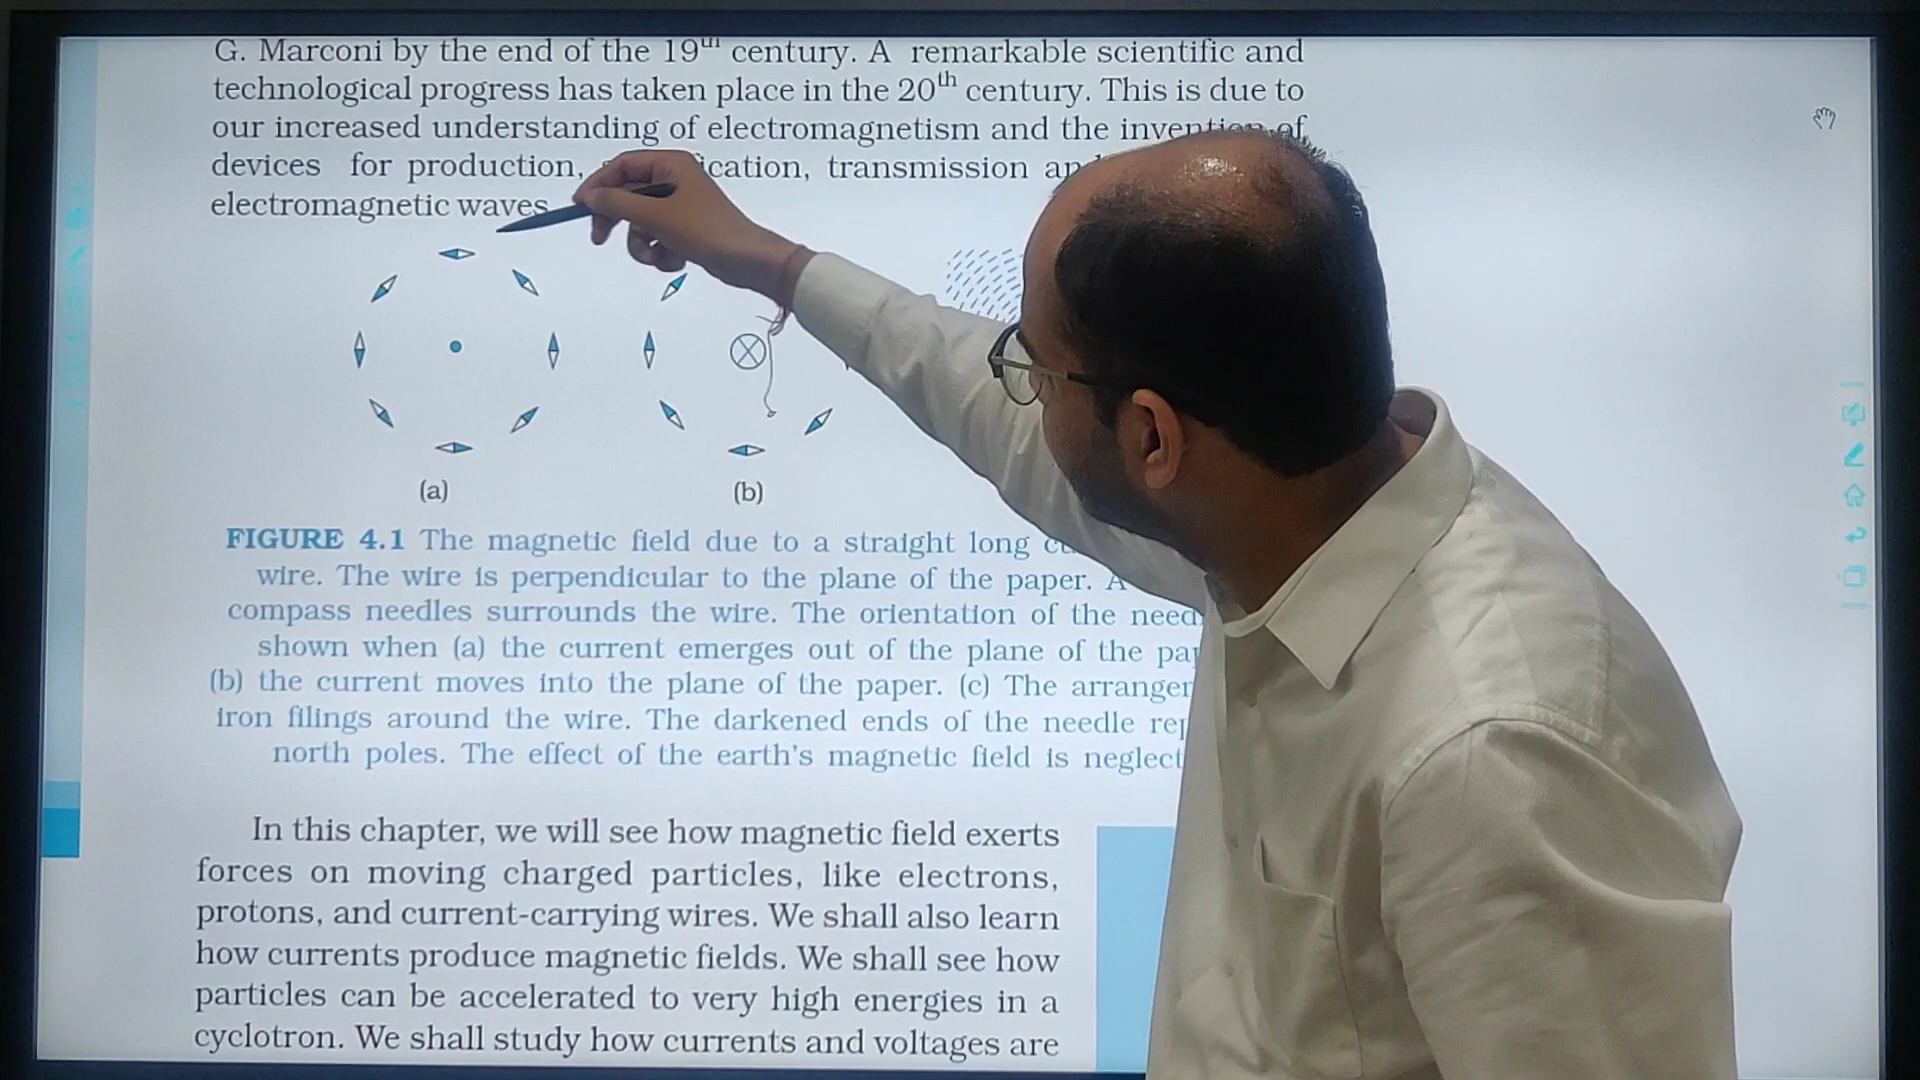 G. Marconi by the end of the 19th century. A remarkable scientific and
technological progress has taken place in the 20th century. This is due to
our increased understanding of electromagnetism and the invention of
devices for production, transmission
electromagnetic waves
(a)
(b)
FIGURE 4.1 The magnetic field due to a straight long
wire. The wire is perpendicular to the plane of the paper. A
compass needles surrounds the wire. The orientation of the
shown when (a) the current emerges out of the plane of the
(b) the current moves into the plane of the paper. (c) The
iron filings around the wire. The darkened ends of the needle
north poles. The effect of the earth's magnetic field is
In this chapter, we will see how magnetic field exerts
forces on moving charged particles, like electrons,
protons, and current-carrying wires. We shall also learn
how currents produce magnetic fields. We shall see how
particles can be accelerated to very high energies in a
cyclotron. We shall study how currents and voltages are